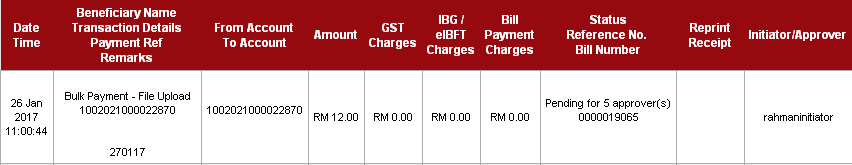 Date
Time
Beneficiary Name
Transaction Details
Payment Ref
Remarks
From Account
To Account
Amount
GST
Charges
IBG /
eIBFT
Charges
Bill
Payment
Charges
Status
Reference No.
Bill Number
Reprint
Receipt
Initiator/Approver
26 Jan
2017
11:00:44
Bulk Payment - File Upload
1002021000022870
270117
1002021000022870
RM 12.00
RM 0.00
RM 0.00
RM 0.00
Pending for 5 approver(s)
0000019065
rahmaninitiator